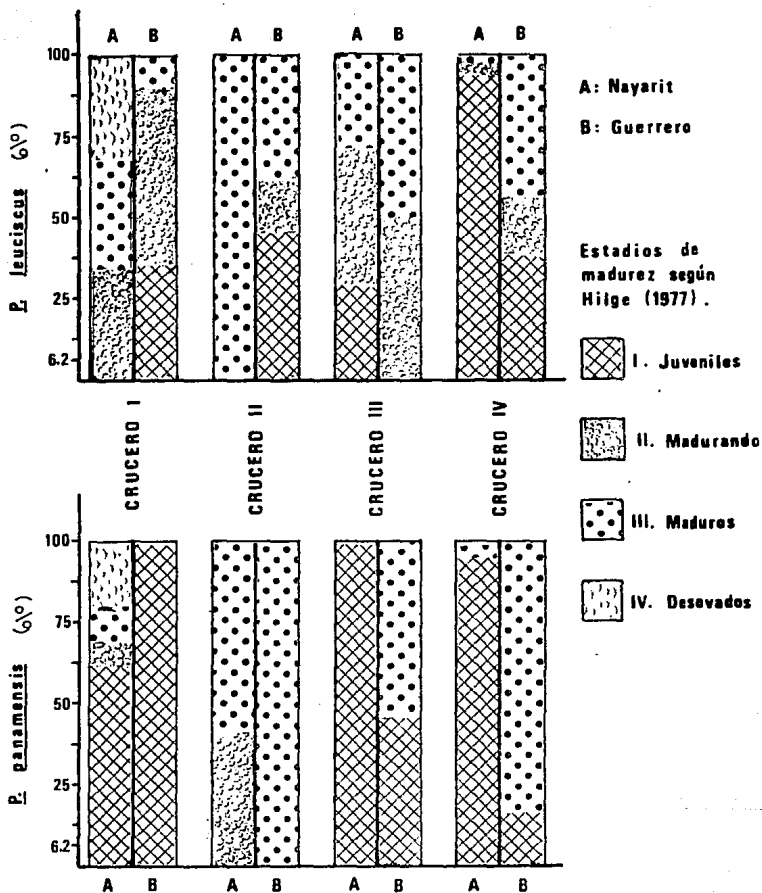 A B A B A B A B
100
75
50
25
6.2
P. leuciscus
A: Nayarit
B: Guerrero
Estadios de
madurez según
Hilge (1977).
I. Juveniles
II. Madurando
III. Maduros
IV. Desovados
CRUCERO I
CRUCERO II
CRUCERO III
CRUCERO IV
100
75
50
25
6.2
P. panamensis
A B A B A B A B